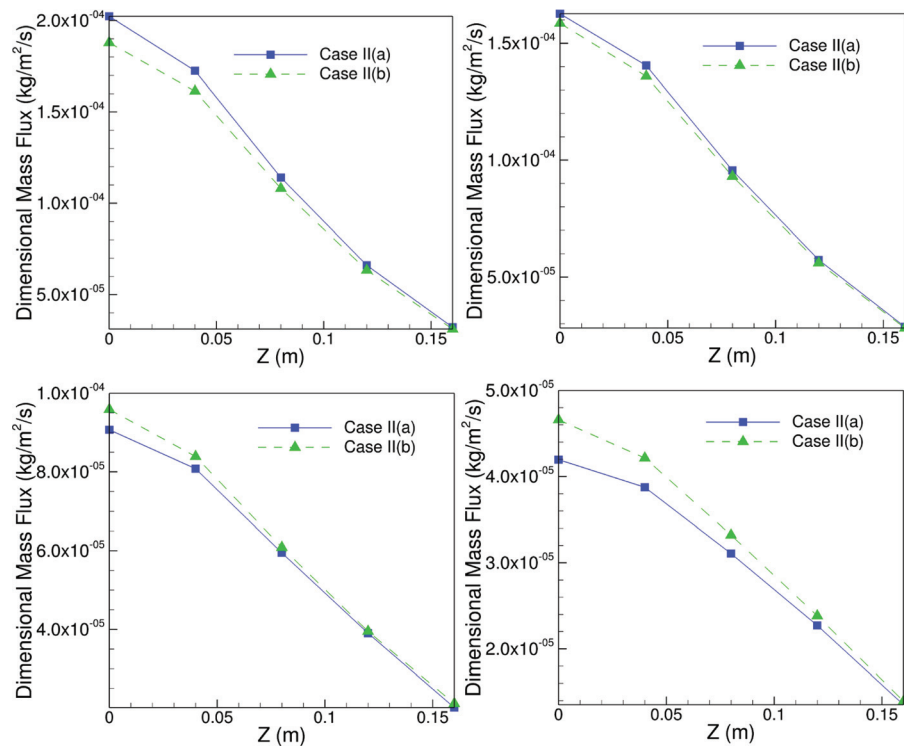 Dimensional Mass Flux (kg/m²/s)
2.0x10⁻⁰⁴
1.5x10⁻⁰⁴
1.0x10⁻⁰⁴
5.0x10⁻⁰⁵
Case II(a)
Case II(b)
0 0.05 0.1 0.15
Z (m)
Dimensional Mass Flux (kg/m²/s)
1.5x10⁻⁰⁴
1.0x10⁻⁰⁴
5.0x10⁻⁰⁵
Case II(a)
Case II(b)
0 0.05 0.1 0.15
Z (m)
Dimensional Mass Flux (kg/m²/s)
1.0x10⁻⁰⁴
8.0x10⁻⁰⁵
6.0x10⁻⁰⁵
4.0x10⁻⁰⁵
Case II(a)
Case II(b)
0 0.05 0.1 0.15
Z (m)
Dimensional Mass Flux (kg/m²/s)
5.0x10⁻⁰⁵
4.0x10⁻⁰⁵
3.0x10⁻⁰⁵
2.0x10⁻⁰⁵
Case II(a)
Case II(b)
0 0.05 0.1 0.15
Z (m)